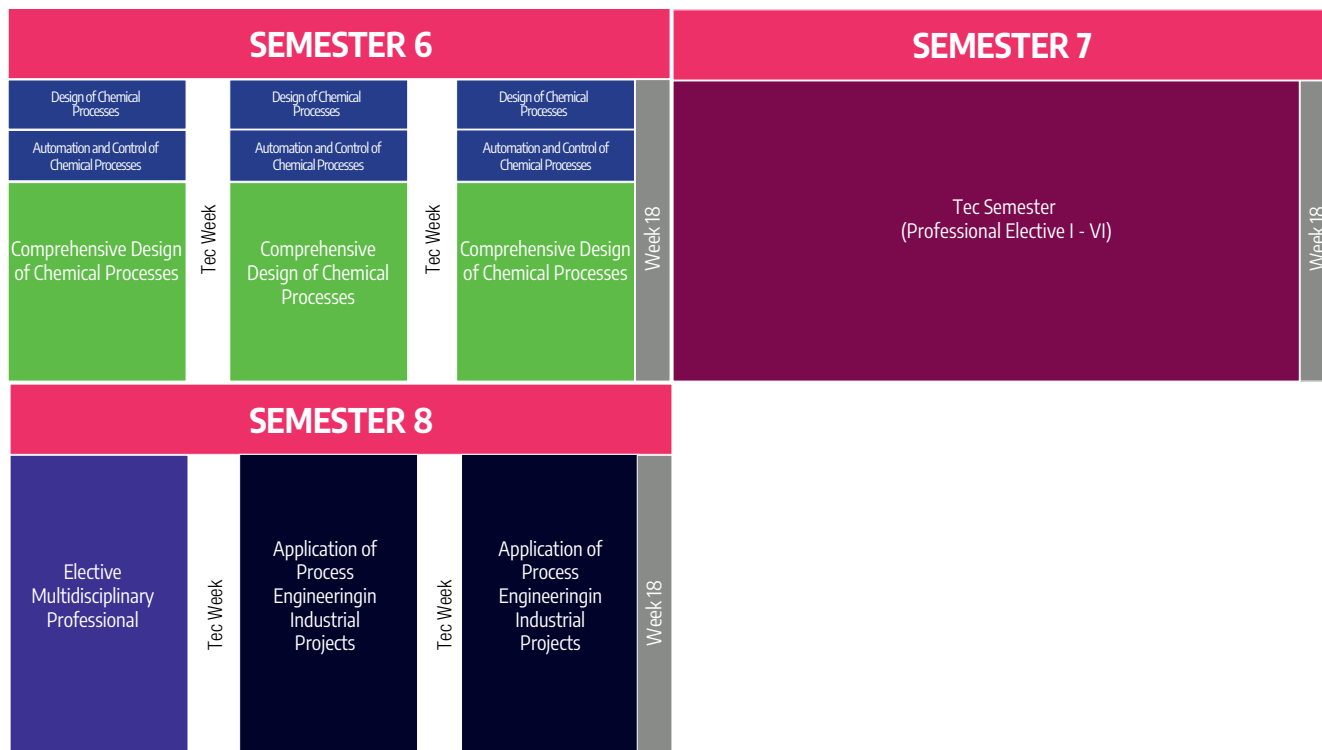 SEMESTER 6
Design of Chemical
Processes
Automation and Control of
Chemical Processes
Comprehensive Design
of Chemical Processes
Tec Week
Design of Chemical
Processes
Automation and Control of
Chemical Processes
Comprehensive
Design of Chemical
Processes
Tec Week
Design of Chemical
Processes
Automation and Control of
Chemical Processes
Comprehensive Design
of Chemical Processes
Week 18
SEMESTER 7
Tec Semester
(Professional Elective I - VI)
Week 18
SEMESTER 8
Elective
Multidisciplinary
Professional
Tec Week
Application of
Process
Engineeringin
Industrial
Projects
Tec Week
Application of
Process
Engineeringin
Industrial
Projects
Week 18